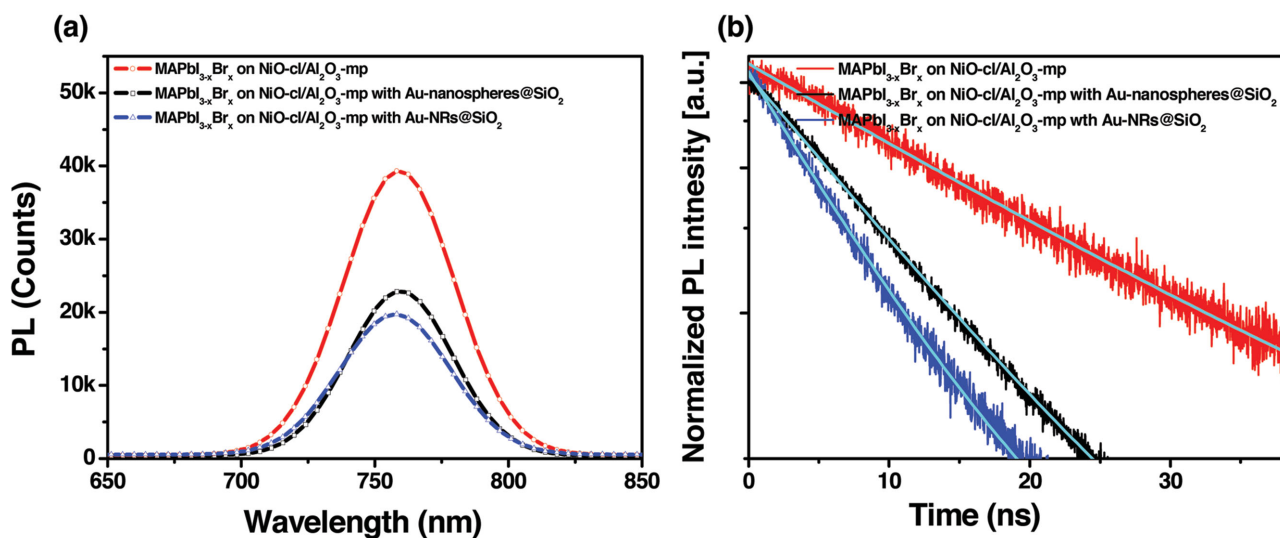 (a)
MAPbI3-xBrx on NiO-cl/Al2O3-mp
MAPbI3-xBrx on NiO-cl/Al2O3-mp with Au-nanospheres@SiO2
MAPbI3-xBrx on NiO-cl/Al2O3-mp with Au-NRs@SiO2
50k
40k
30k
20k
10k
0
PL (Counts)
650 700 750 800 850
Wavelength (nm)
(b)
MAPbI3-xBrx on NiO-cl/Al2O3-mp
MAPbI3-xBrx on NiO-cl/Al2O3-mp with Au-nanospheres@SiO2
MAPbI3-xBrx on NiO-cl/Al2O3-mp wth Au-NRs@SiO2
Normalized PL intnesity [a.u.]
0 10 20 30
Time (ns)